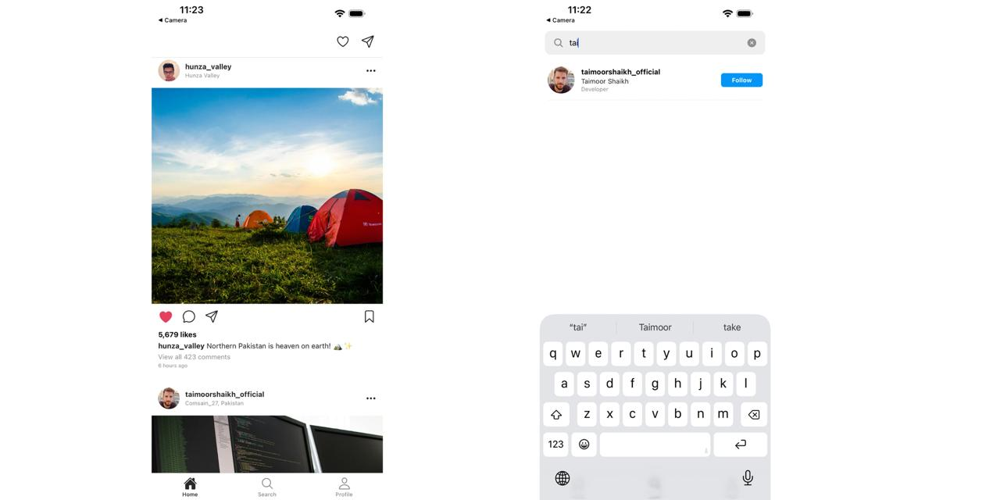 11:23
◀ Camera
hunza_valley
Hunza Valley
5,679 likes
hunza_valley Northern Pakistan is heaven on earth! 🏕️✨
View all 423 comments
6 hours ago
taimoorshaikh_official
Comsain_27, Pakistan
Home Search Profile
11:22
◀ Camera
tai
taimoorshaikh_official
Taimoor Shaikh
Developer
Follow
“tai” Taimoor take
q w e r t y u i o p
a s d f g h j k l
z x c v b n m
123